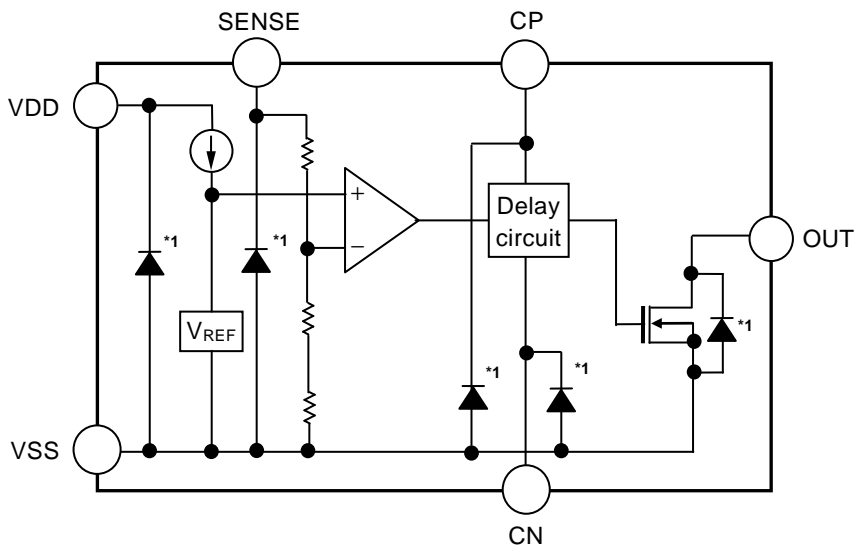 SENSE
CP
VDD
*1
*1
+
−
Delay
circuit
OUT
VREF
*1
*1
*1
VSS
CN